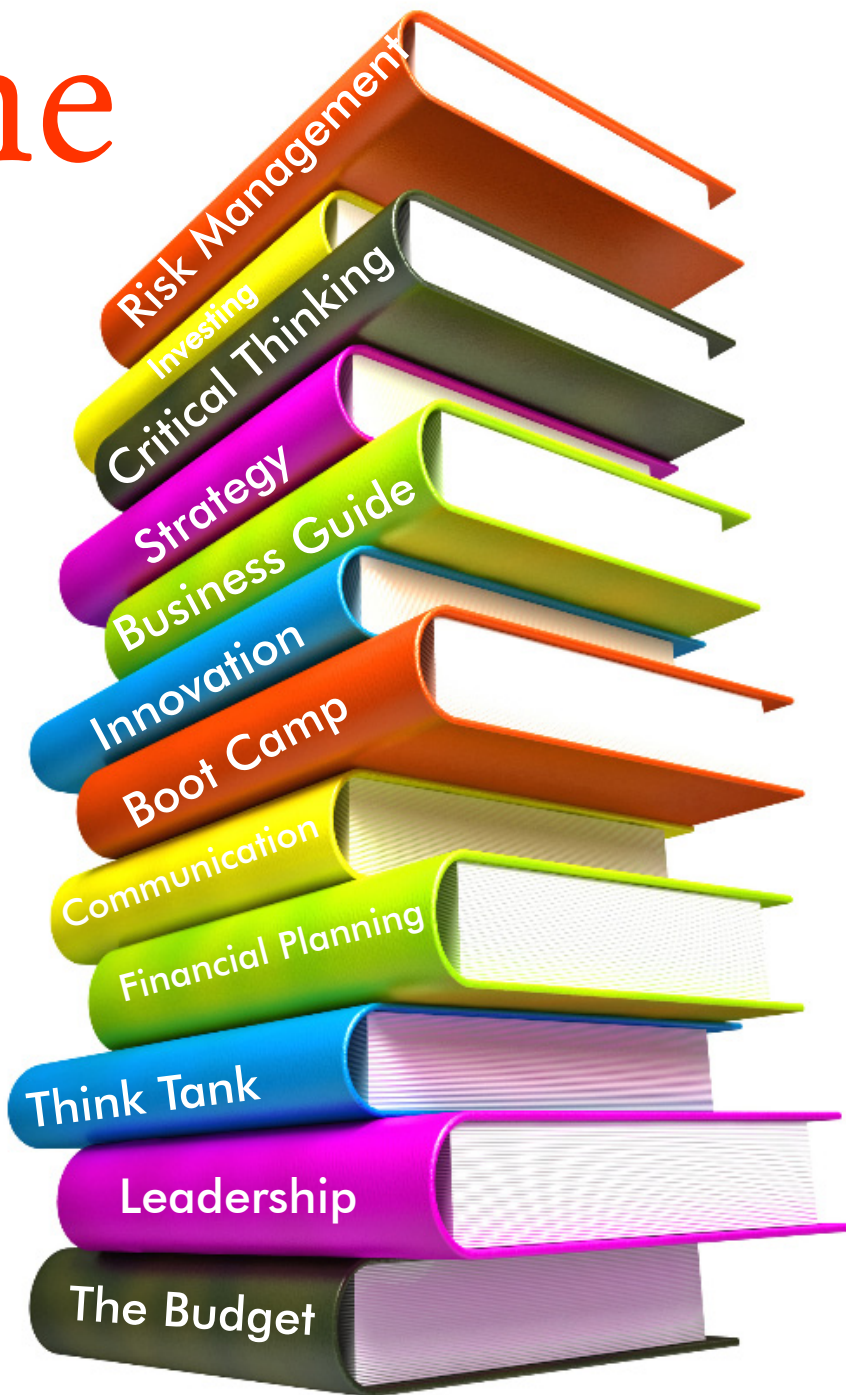 ne
Risk Management
Investing
Critical Thinking
Strategy
Business Guide
Innovation
Boot Camp
Communication
Financial Planning
Think Tank
Leadership
The Budget